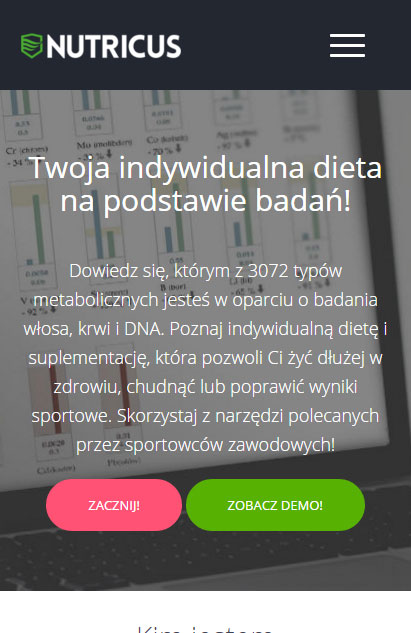 NUTRICUS
Twoja indywidualna dieta
na podstawie badań!
Dowiedz się, którym z 3072 typów
metabolicznych jesteś w oparciu o badania
włosa, krwi i DNA. Poznaj indywidualną dietę i
suplementację, która pozwoli Ci żyć dłużej w
zdrowiu, chudnąć lub poprawić wyniki
sportowe. Skorzystaj z narzędzi polecanych
przez sportowców zawodowych!
ZACZNIJ!
ZOBACZ DEMO!
Kim jestem